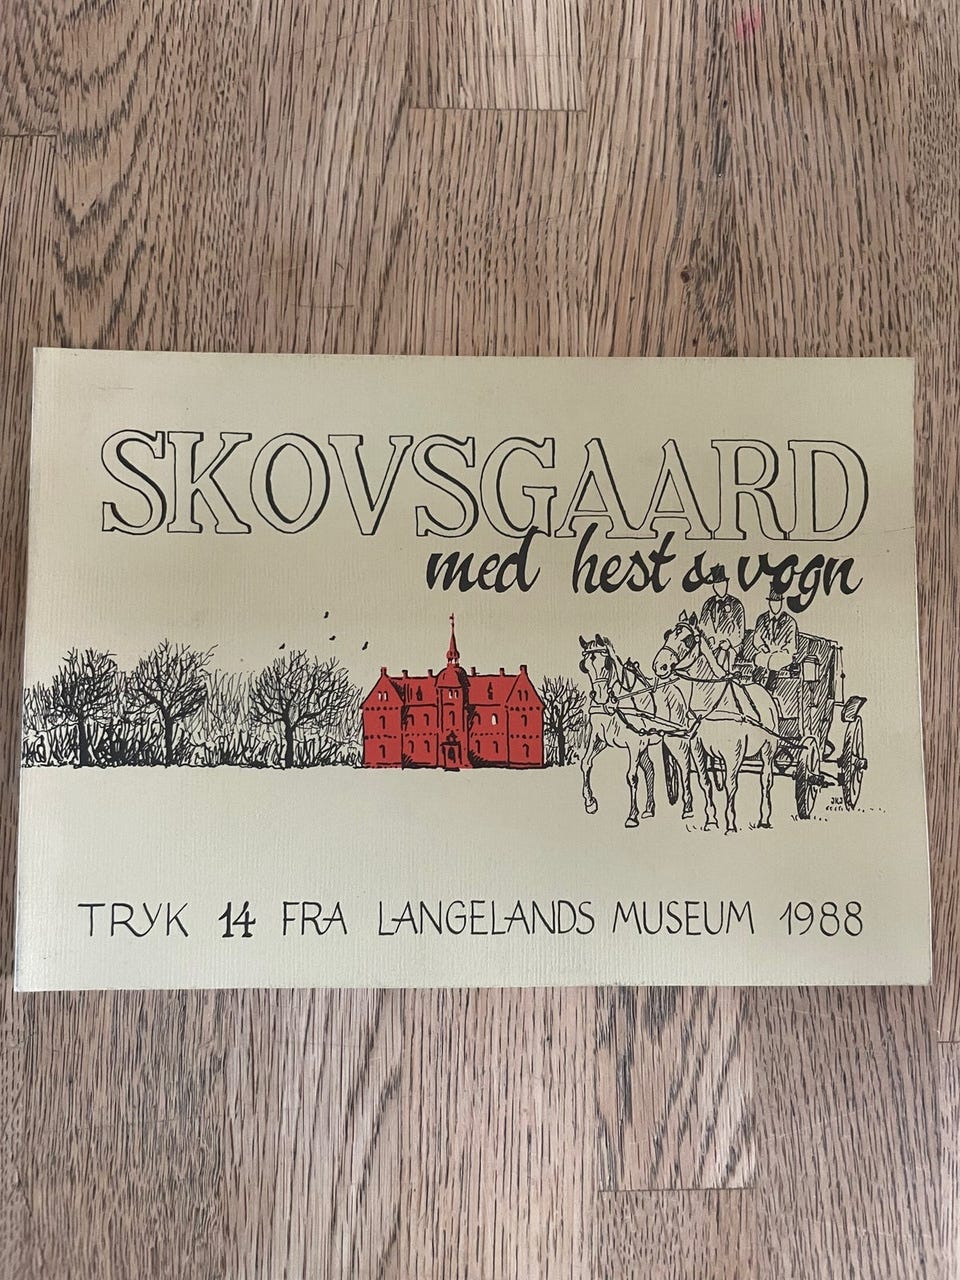 SKOVSGAARD
med hest & vogn
TRYK 14 FRA LANGELANDS MUSEUM 1988